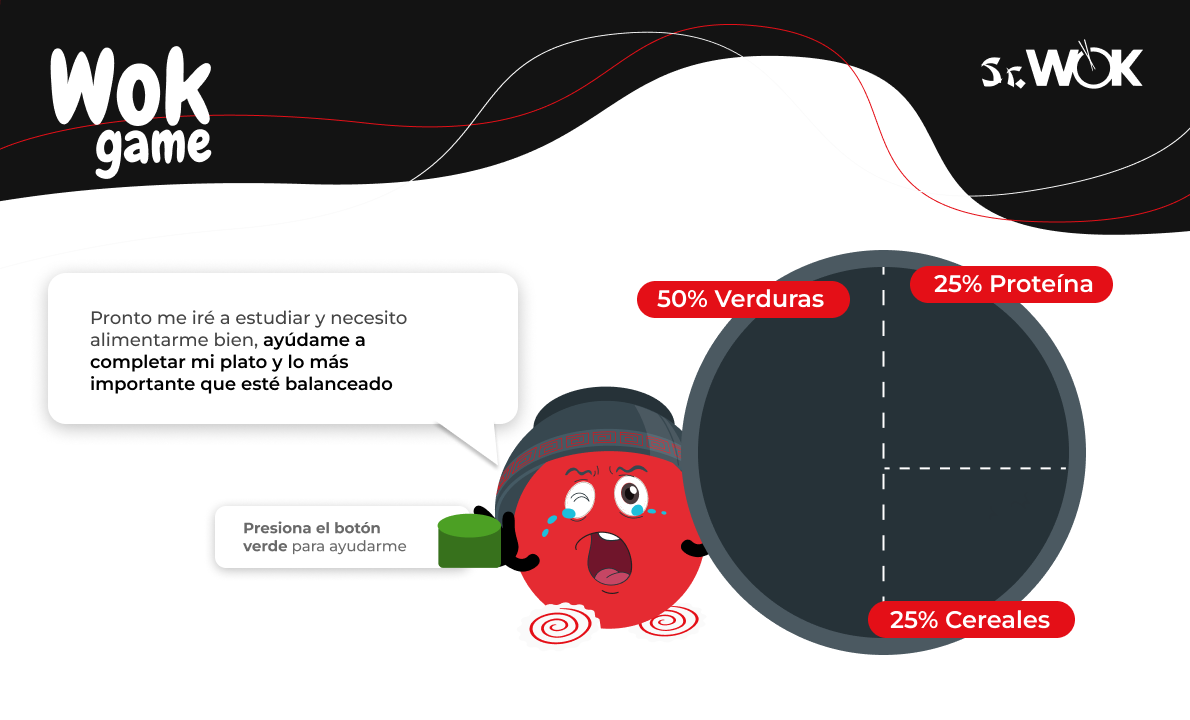 Wok
game
Sr.WOK
Pronto me iré a estudiar y necesito
alimentarme bien, ayúdame a
completar mi plato y lo más
importante que esté balanceado
50% Verduras
25% Proteína
Presiona el botón
verde para ayudarme
25% Cereales